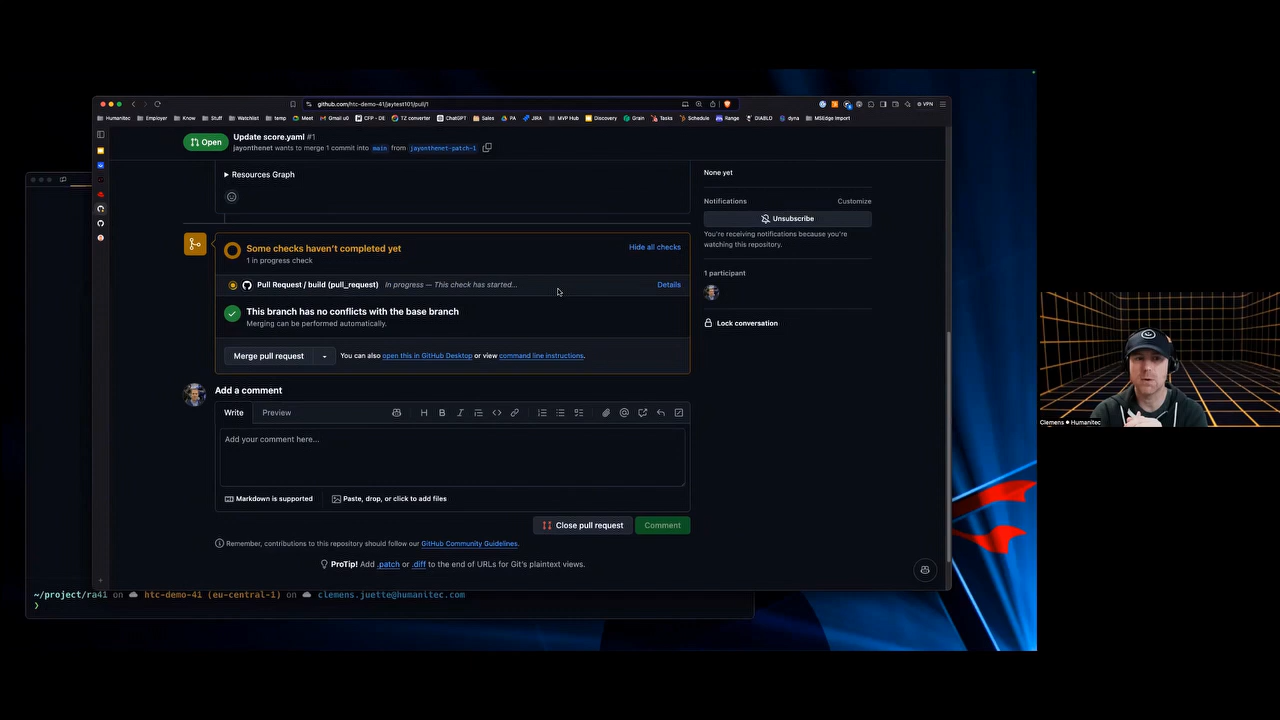 github.com/htc-demo-41/jaytest101/pull/1
VPN
Humanitec Employer Know Stuff Watchlist temp Meet Gmail u0 CFP - DE TZ converter ChatGPT Sales PA JIRA MVP Hub Discovery Grain Tasks Schedule Range DIABLO dyna MSEdge Import
Open
Update score.yaml #1
jayonthenet wants to merge 1 commit into main from jayonthenet-patch-1
Resources Graph
None yet
Notifications
Customize
Unsubscribe
You're receiving notifications because you're
watching this repository.
1 participant
Lock conversation
Some checks haven't completed yet
1 in progress check
Hide all checks
Pull Request / build (pull_request) In progress — This check has started...
Details
This branch has no conflicts with the base branch
Merging can be performed automatically.
Merge pull request
You can also open this in GitHub Desktop or view command line instructions.
Add a comment
Write
Preview
Add your comment here...
Markdown is supported
Paste, drop, or click to add files
Close pull request
Comment
Remember, contributions to this repository should follow our GitHub Community Guidelines.
ProTip! Add .patch or .diff to the end of URLs for Git's plaintext views.
~/project/ra41 on htc-demo-41 (eu-central-1) on clemens.juette@humanitec.com
❯
Clemens • Humanitec